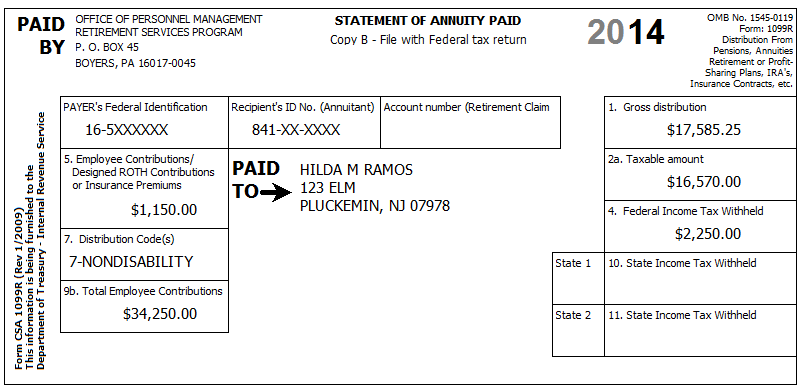 PAID
BY
OFFICE OF PERSONNEL MANAGEMENT
RETIREMENT SERVICES PROGRAM
P. O. BOX 45
BOYERS, PA 16017-0045
STATEMENT OF ANNUITY PAID
Copy B - File with Federal tax return
2014
OMB No. 1545-0119
Form: 1099R
Distribution From
Pensions, Annuities
Retirement or Profit-
Sharing Plans, IRA's,
Insurance Contracts, etc.
Form CSA 1099R (Rev 1/2009)
This information is being furnished to the
Department of Treasury - Internal Revenue Service
PAYER's Federal Identification
16-5XXXXXX
Recipient's ID No. (Annuitant)
841-XX-XXXX
Account number (Retirement Claim
1. Gross distribution
$17,585.25
5. Employee Contributions/
Designed ROTH Contributions
or Insurance Premiums
$1,150.00
PAID
TO
HILDA M RAMOS
123 ELM
PLUCKEMIN, NJ 07978
2a. Taxable amount
$16,570.00
4. Federal Income Tax Withheld
$2,250.00
7. Distribution Code(s)
7-NONDISABILITY
9b. Total Employee Contributions
$34,250.00
State 1
10. State Income Tax Withheld
State 2
11. State Income Tax Withheld